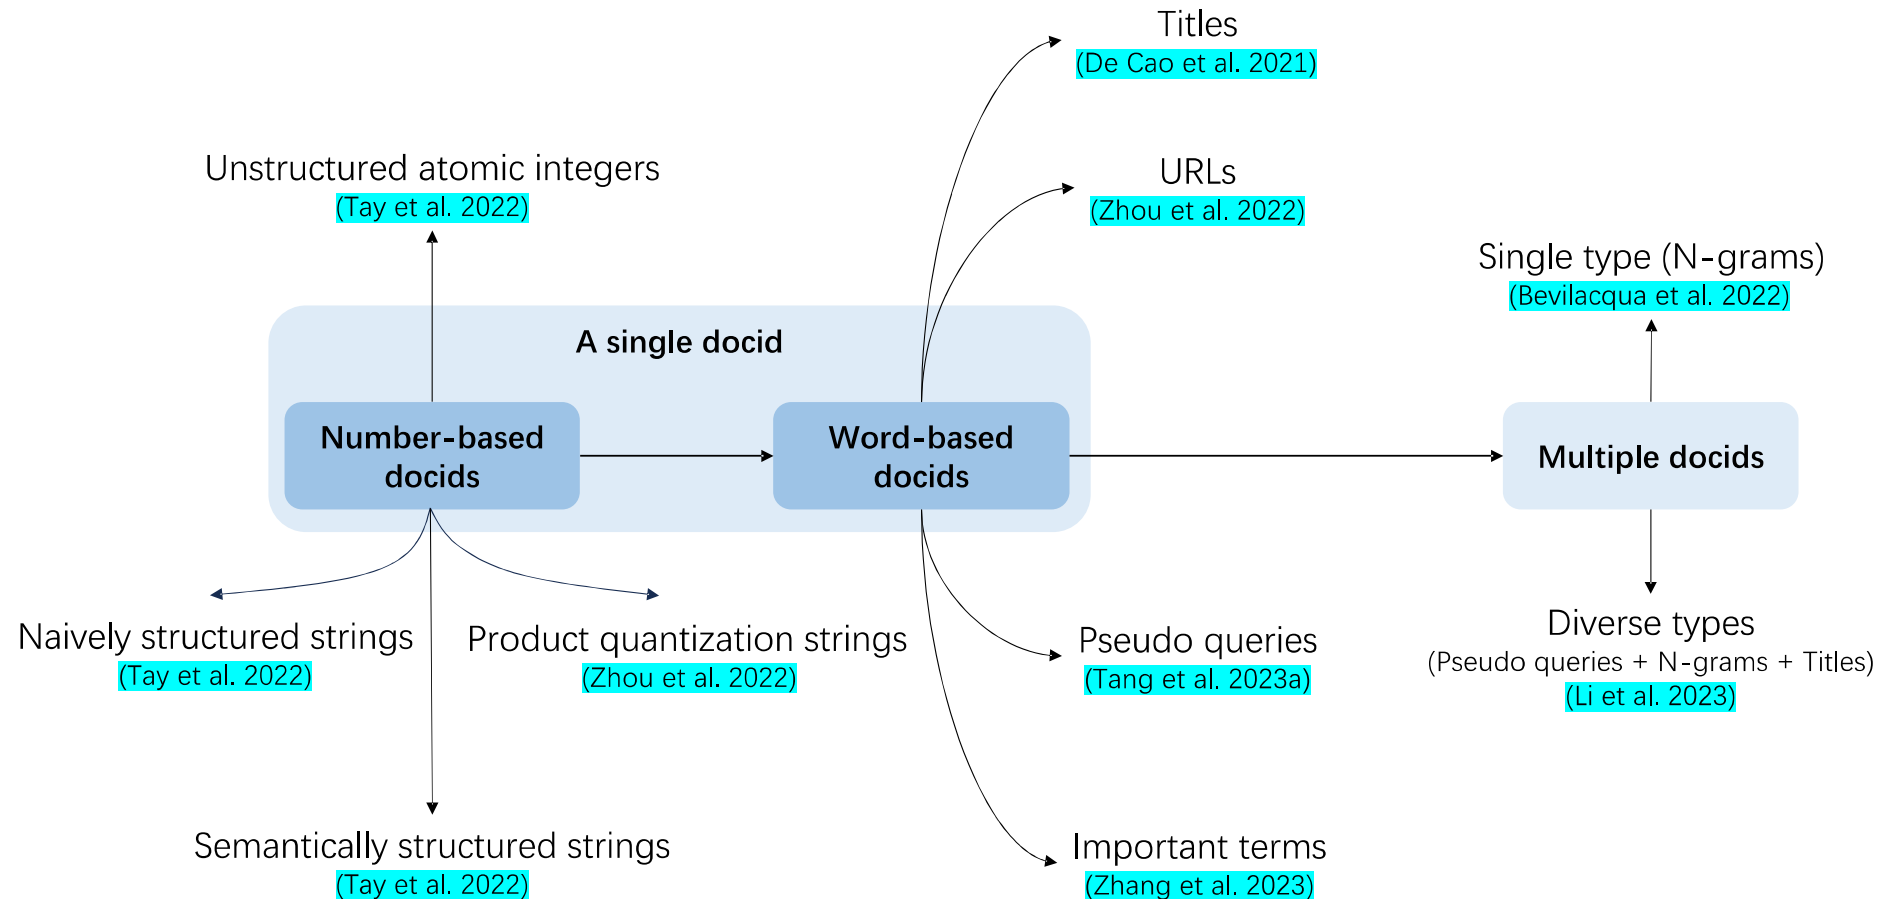 Titles
(De Cao et al. 2021)
Unstructured atomic integers
(Tay et al. 2022)
URLs
(Zhou et al. 2022)
Single type (N-grams)
(Bevilacqua et al. 2022)
A single docid
Number-based
docids
Word-based
docids
Multiple docids
Naively structured strings
(Tay et al. 2022)
Product quantization strings
(Zhou et al. 2022)
Pseudo queries
(Tang et al. 2023a)
Diverse types
(Pseudo queries + N-grams + Titles)
(Li et al. 2023)
Semantically structured strings
(Tay et al. 2022)
Important terms
(Zhang et al. 2023)